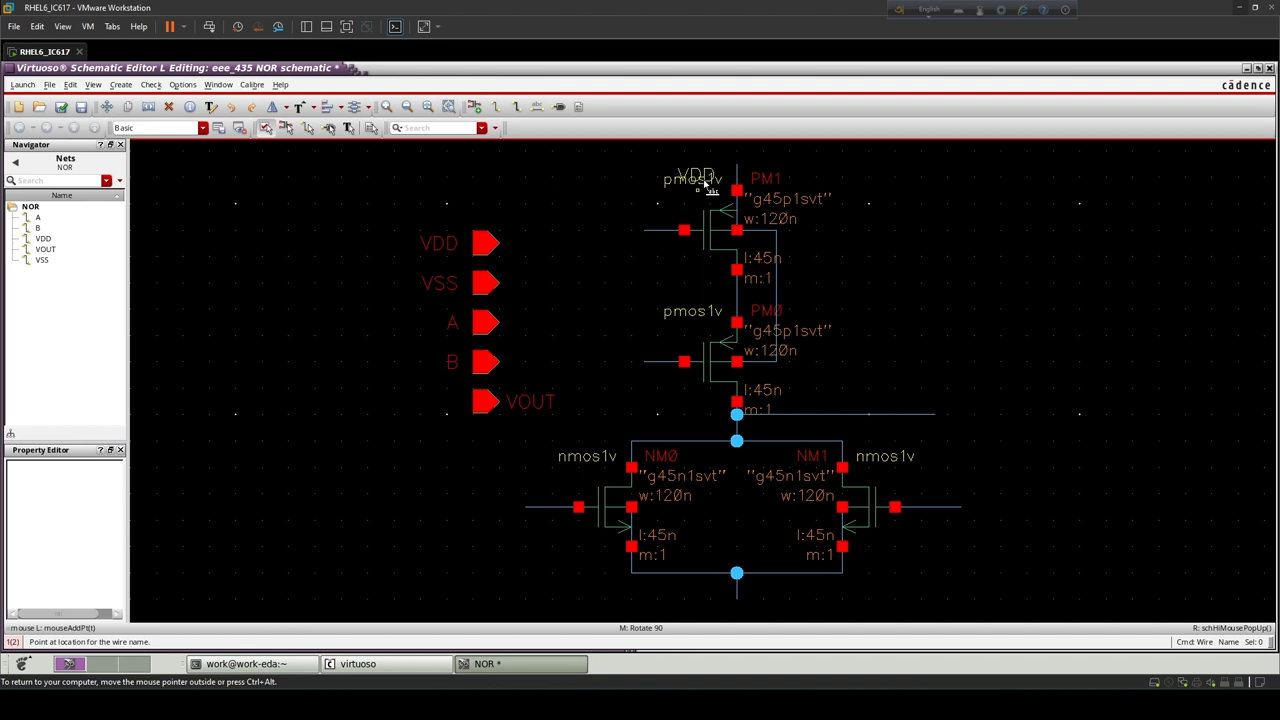 RHEL6_IC617 - VMware Workstation
English
File Edit View VM Tabs Help
RHEL6_IC617
Virtuoso® Schematic Editor L Editing: eee_435 NOR schematic *
Launch File Edit View Create Check Options Window Calibre Help
cādence
Basic
Search
Navigator
Nets
NOR
Search
Name
NOR
A
B
VDD
VOUT
VSS
Property Editor
VDD
pmos1v
PM1
"g45p1svt"
w:120n
l:45n
m:1
VDD
VSS
A
B
VOUT
pmos1v
PM0
"g45p1svt"
w:120n
l:45n
m:1
nmos1v
NM0
"g45n1svt"
w:120n
l:45n
m:1
NM1
nmos1v
"g45n1svt"
w:120n
l:45n
m:1
mouse L: mouseAddPt(t)
M: Rotate 90
R: schHiMousePopUp()
1(2) Point at location for the wire name.
Cmd: Wire Name Sel: 0
work@work-eda:~
virtuoso
NOR *
To return to your computer, move the mouse pointer outside or press Ctrl+Alt.